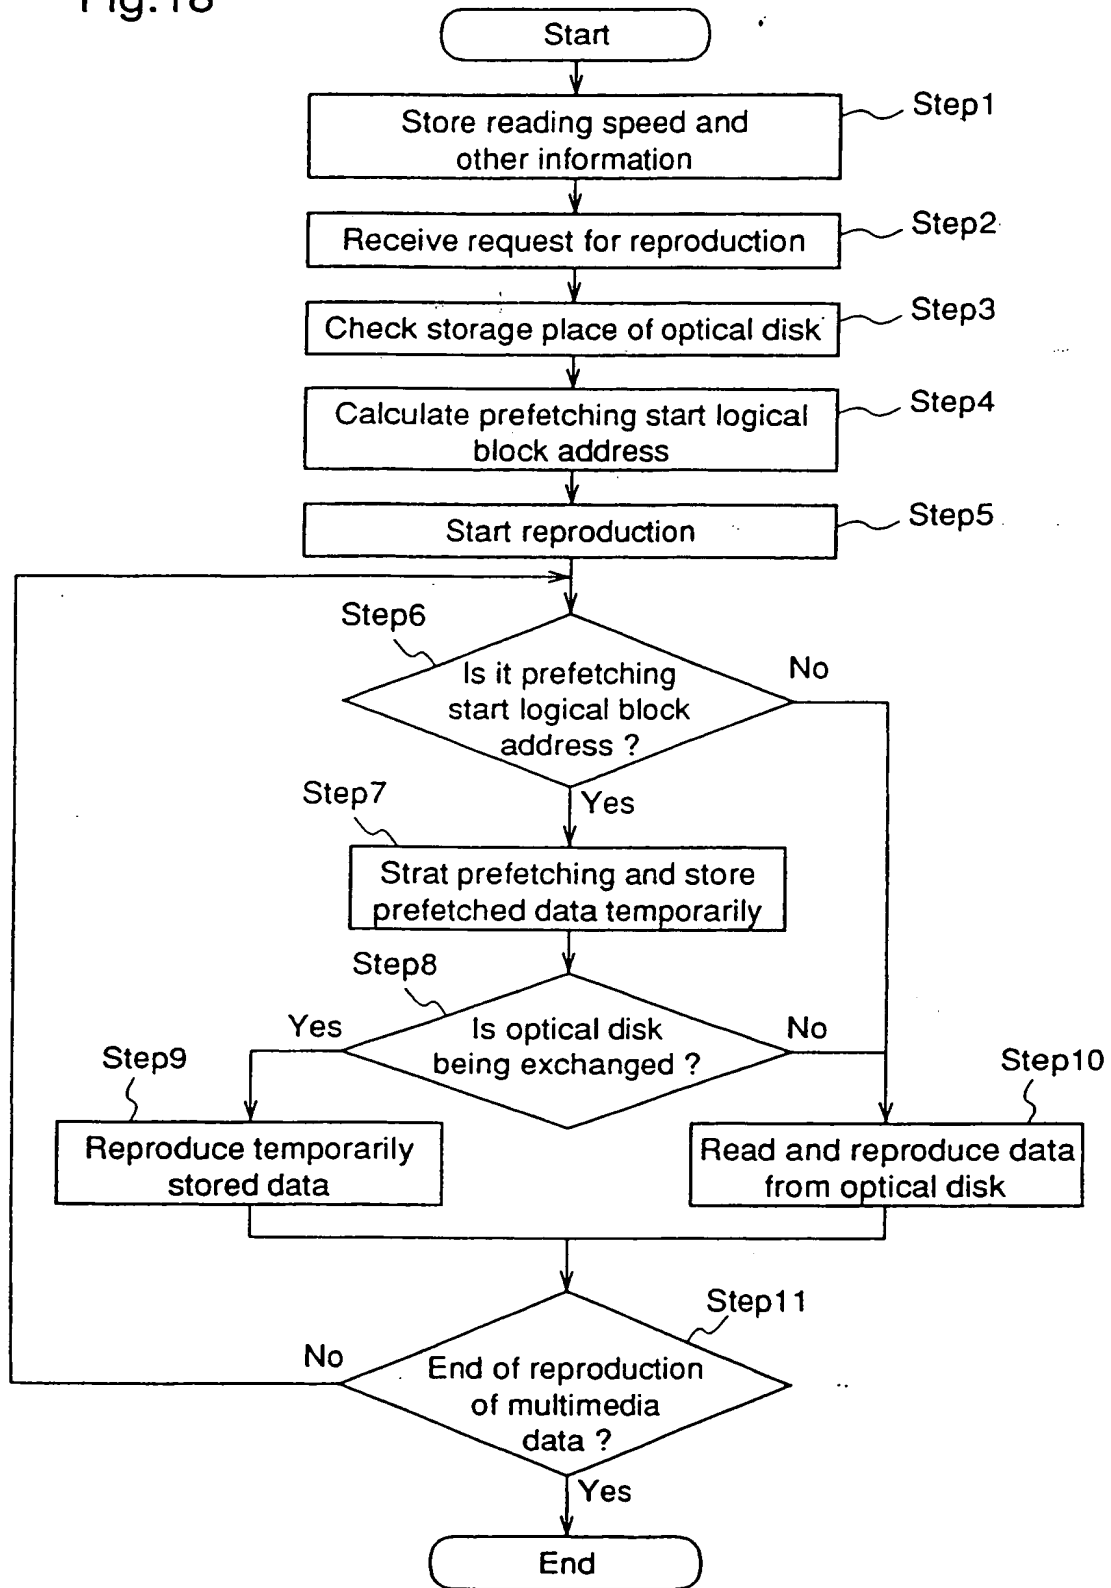 Start
Step1
Store reading speed and
other information
Step2
Receive request for reproduction
Step3
Check storage place of optical disk
Step4
Calculate prefetching start logical
block address
Step5
Start reproduction
Step6
Is it prefetching
start logical block
address ?
No
Yes
Step7
Strat prefetching and store
prefetched data temporarily
Step8
Is optical disk
being exchanged ?
Yes
No
Step9
Reproduce temporarily
stored data
Step10
Read and reproduce data
from optical disk
Step11
End of reproduction
of multimedia
data ?
No
Yes
End